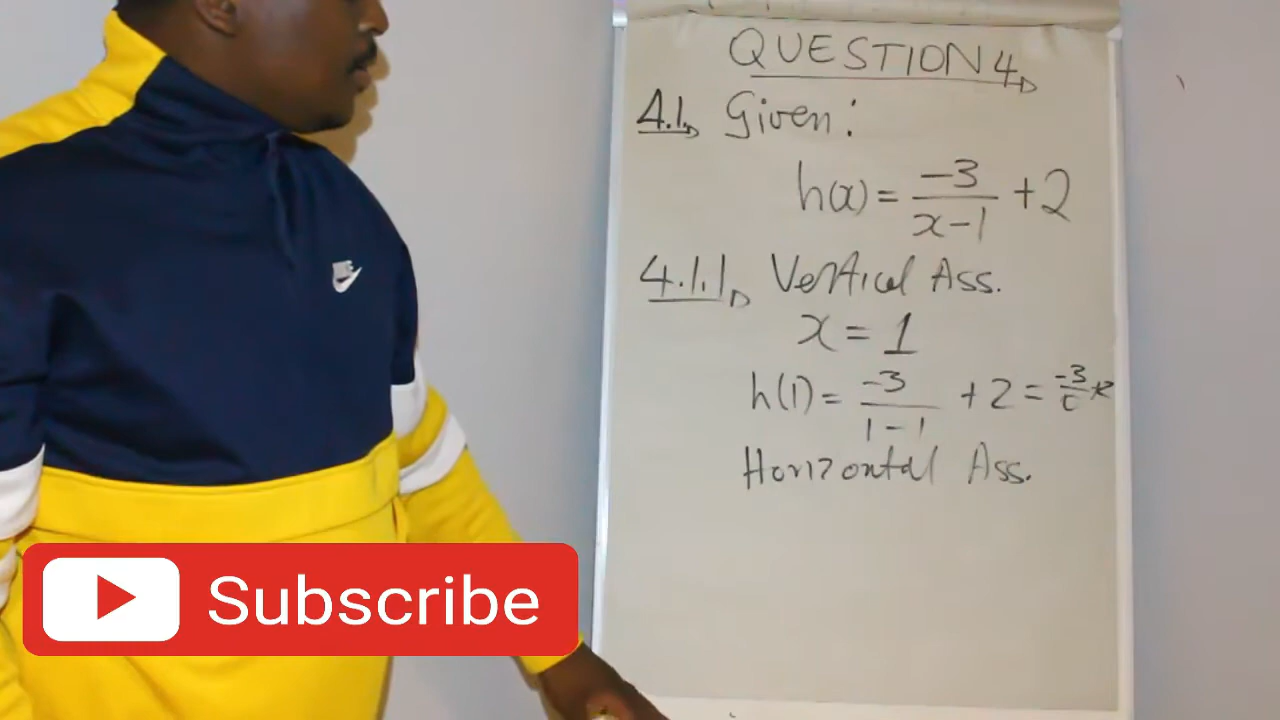 QUESTION 4
4.1. Given:
h(x) = -3/(x-1) + 2
4.1.1 Vertical Ass.
x = 1
h(1) = -3/(1-1) + 2 = -3/0
Horizontal Ass.
Subscribe